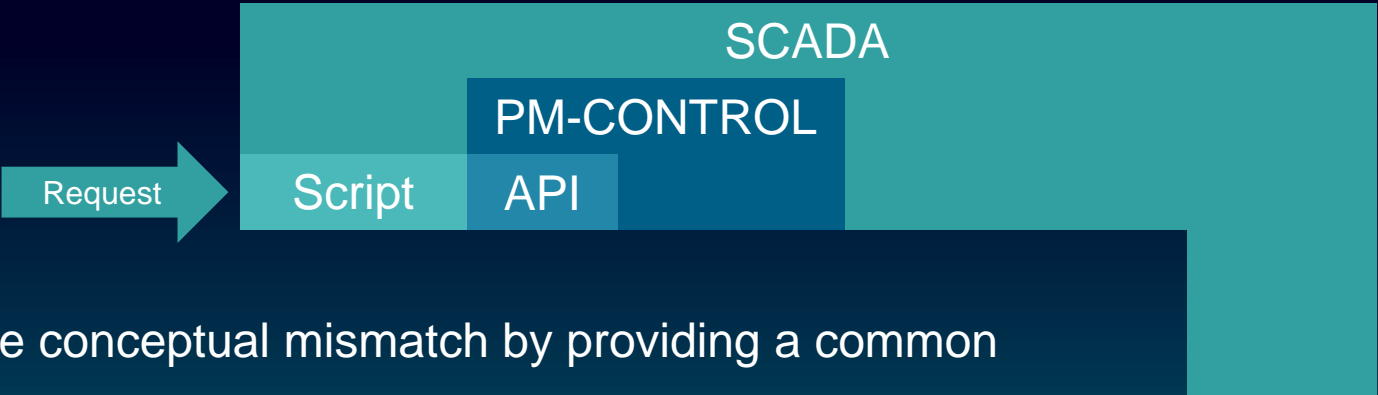 SCADA
PM-CONTROL
Request
Script
API
e conceptual mismatch by providing a common